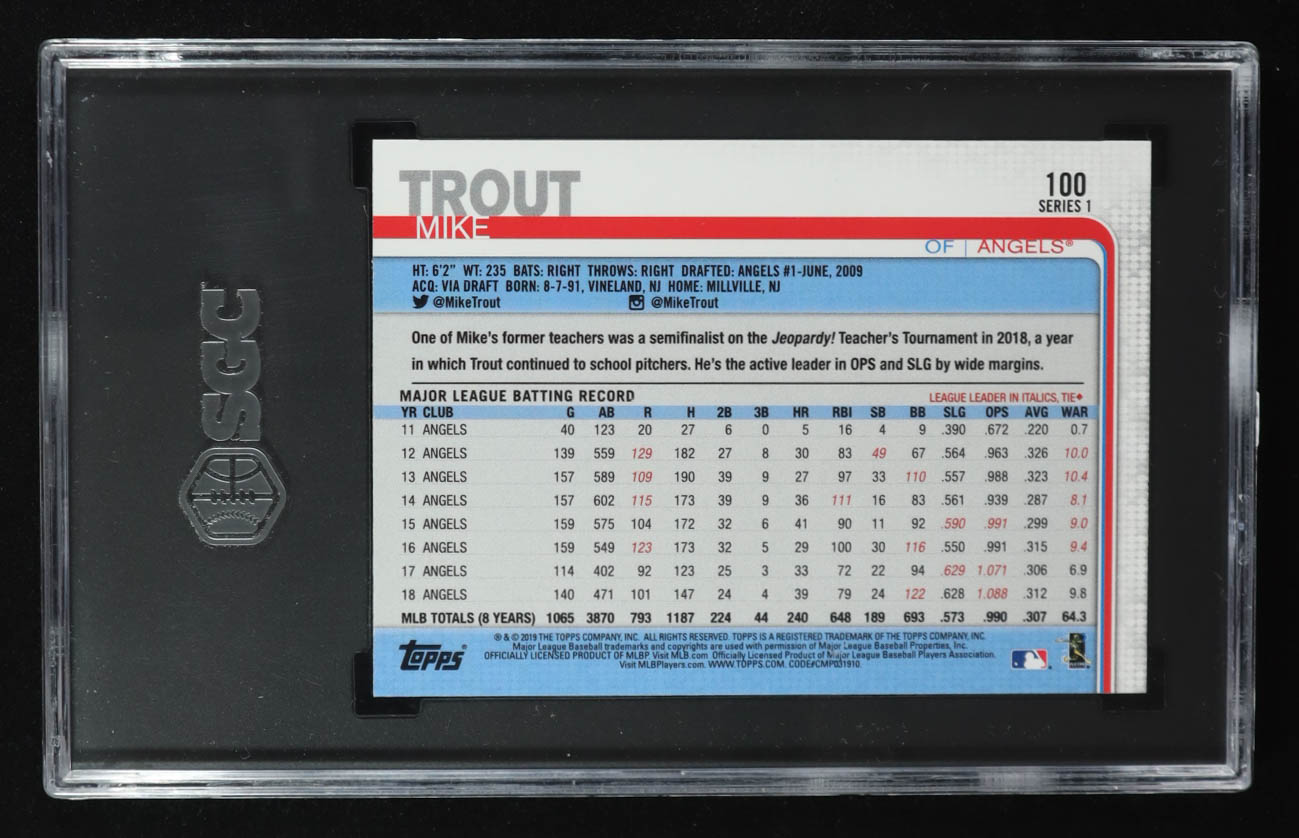 SGC
TROUT
MIKE
100
SERIES 1
OF | ANGELS®
HT: 6'2" WT: 235 BATS: RIGHT THROWS: RIGHT DRAFTED: ANGELS #1-JUNE, 2009
ACQ: VIA DRAFT BORN: 8-7-91, VINELAND, NJ HOME: MILLVILLE, NJ
@MikeTrout @MikeTrout
One of Mike's former teachers was a semifinalist on the Jeopardy! Teacher's Tournament in 2018, a year
in which Trout continued to school pitchers. He's the active leader in OPS and SLG by wide margins.
MAJOR LEAGUE BATTING RECORD LEAGUE LEADER IN ITALICS, TIE♦
YR CLUB G AB R H 2B 3B HR RBI SB BB SLG OPS AVG WAR
11 ANGELS 40 123 20 27 6 0 5 16 4 9 .390 .672 .220 0.7
12 ANGELS 139 559 129 182 27 8 30 83 49 67 .564 .963 .326 10.0
13 ANGELS 157 589 109 190 39 9 27 97 33 110 .557 .988 .323 10.4
14 ANGELS 157 602 115 173 39 9 36 111 16 83 .561 .939 .287 8.1
15 ANGELS 159 575 104 172 32 6 41 90 11 92 .590 .991 .299 9.0
16 ANGELS 159 549 123 173 32 5 29 100 30 116 .550 .991 .315 9.4
17 ANGELS 114 402 92 123 25 3 33 72 22 94 .629 1.071 .306 6.9
18 ANGELS 140 471 101 147 24 4 39 79 24 122 .628 1.088 .312 9.8
MLB TOTALS (8 YEARS) 1065 3870 793 1187 224 44 240 648 189 693 .573 .990 .307 64.3
Topps®
® & © 2019 THE TOPPS COMPANY, INC. ALL RIGHTS RESERVED. TOPPS IS A REGISTERED TRADEMARK OF THE TOPPS COMPANY, INC.
Major League Baseball trademarks and copyrights are used with permission of Major League Baseball Properties, Inc.
OFFICIALLY LICENSED PRODUCT OF MLBP. Visit MLB.com Officially Licensed Product of Major League Baseball Players Association.
Visit MLBPlayers.com. WWW.TOPPS.COM. CODE#CMP031910.